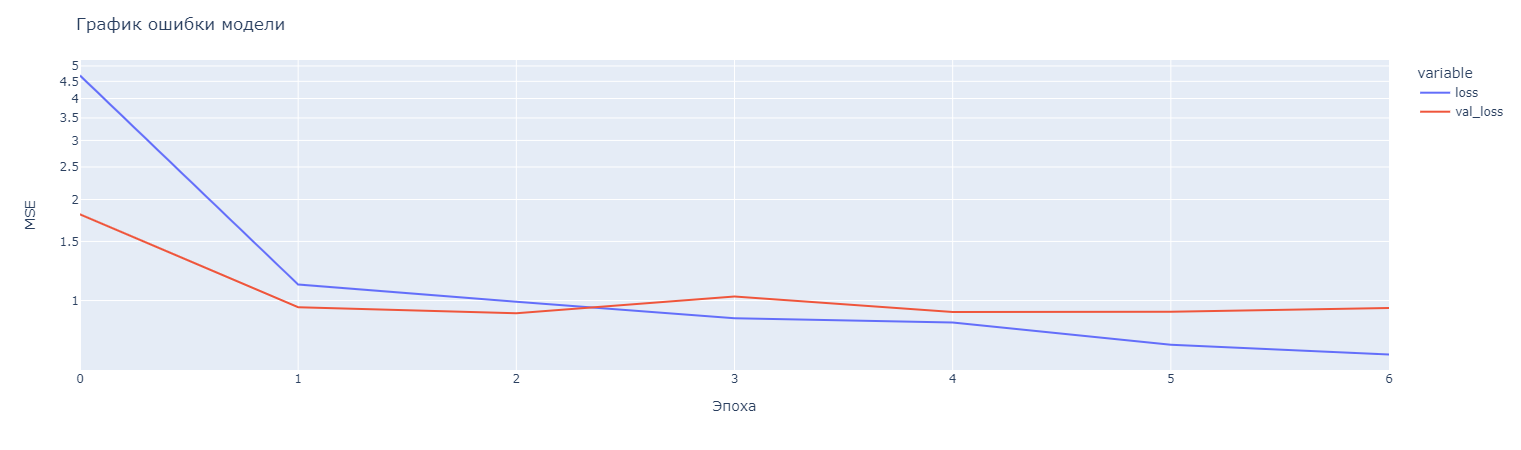 График ошибки модели
5
4.5
4
3.5
3
2.5
2
1.5
1
MSE
0 1 2 3 4 5 6
Эпоха
variable
loss
val_loss